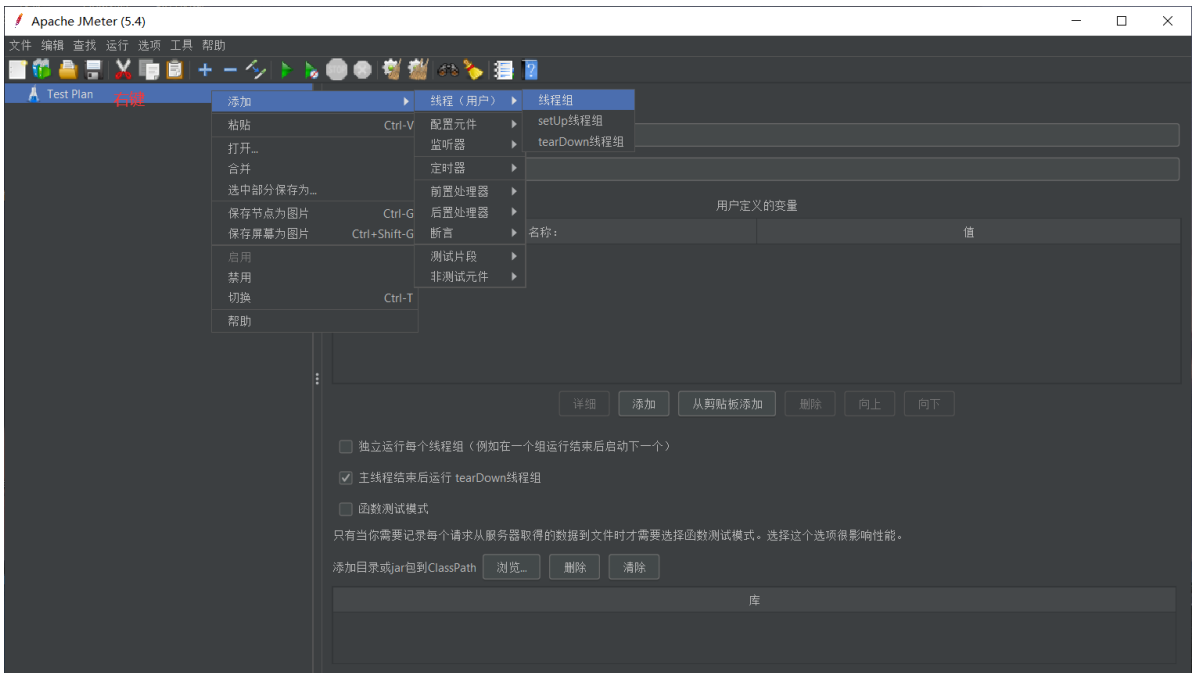 Apache JMeter (5.4)
文件 编辑 查找 运行 选项 工具 帮助
Test Plan 右键
添加
粘贴 Ctrl-V
打开...
合并
选中部分保存为...
保存节点为图片 Ctrl-G
保存屏幕为图片 Ctrl+Shift-G
启用
禁用
切换 Ctrl-T
帮助
线程（用户）
配置元件
监听器
定时器
前置处理器
后置处理器
断言
测试片段
非测试元件
线程组
setUp线程组
tearDown线程组
用户定义的变量
名称: 值
详细 添加 从剪贴板添加 删除 向上 向下
独立运行每个线程组（例如在一个组运行结束后启动下一个）
主线程结束后运行 tearDown线程组
函数测试模式
只有当你需要记录每个请求从服务器取得的数据到文件时才需要选择函数测试模式。选择这个选项很影响性能。
添加目录或jar包到ClassPath 浏览... 删除 清除
库